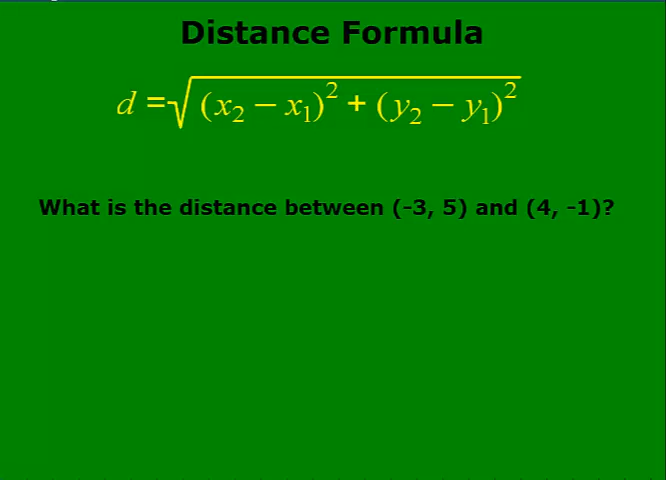 Distance Formula
d = √(x₂ − x₁)² + (y₂ − y₁)²
What is the distance between (-3, 5) and (4, -1)?